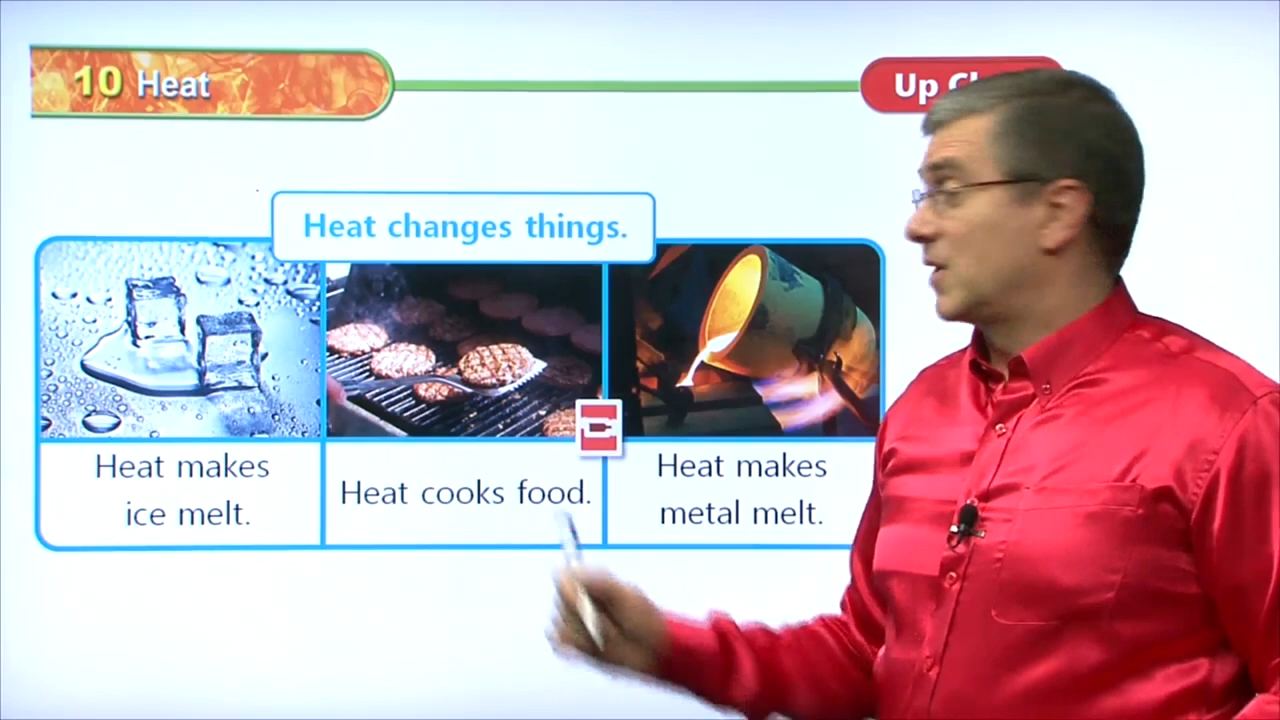 10 Heat
Up
Heat changes things.
Heat makes
ice melt.
Heat cooks food.
Heat makes
metal melt.